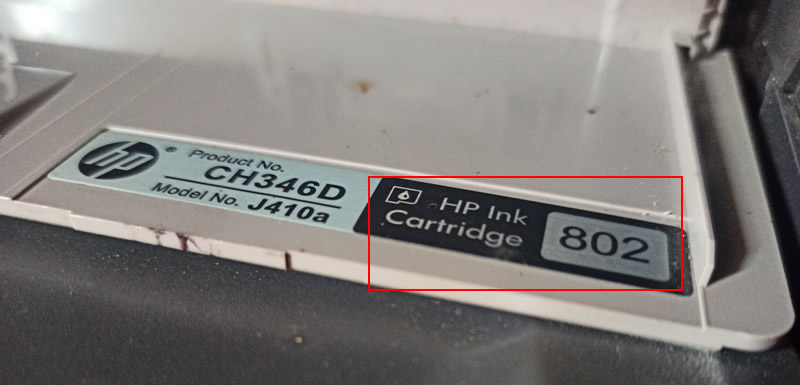 hp ® Product No.
CH346D
Model No. J410a
HP Ink
Cartridge 802